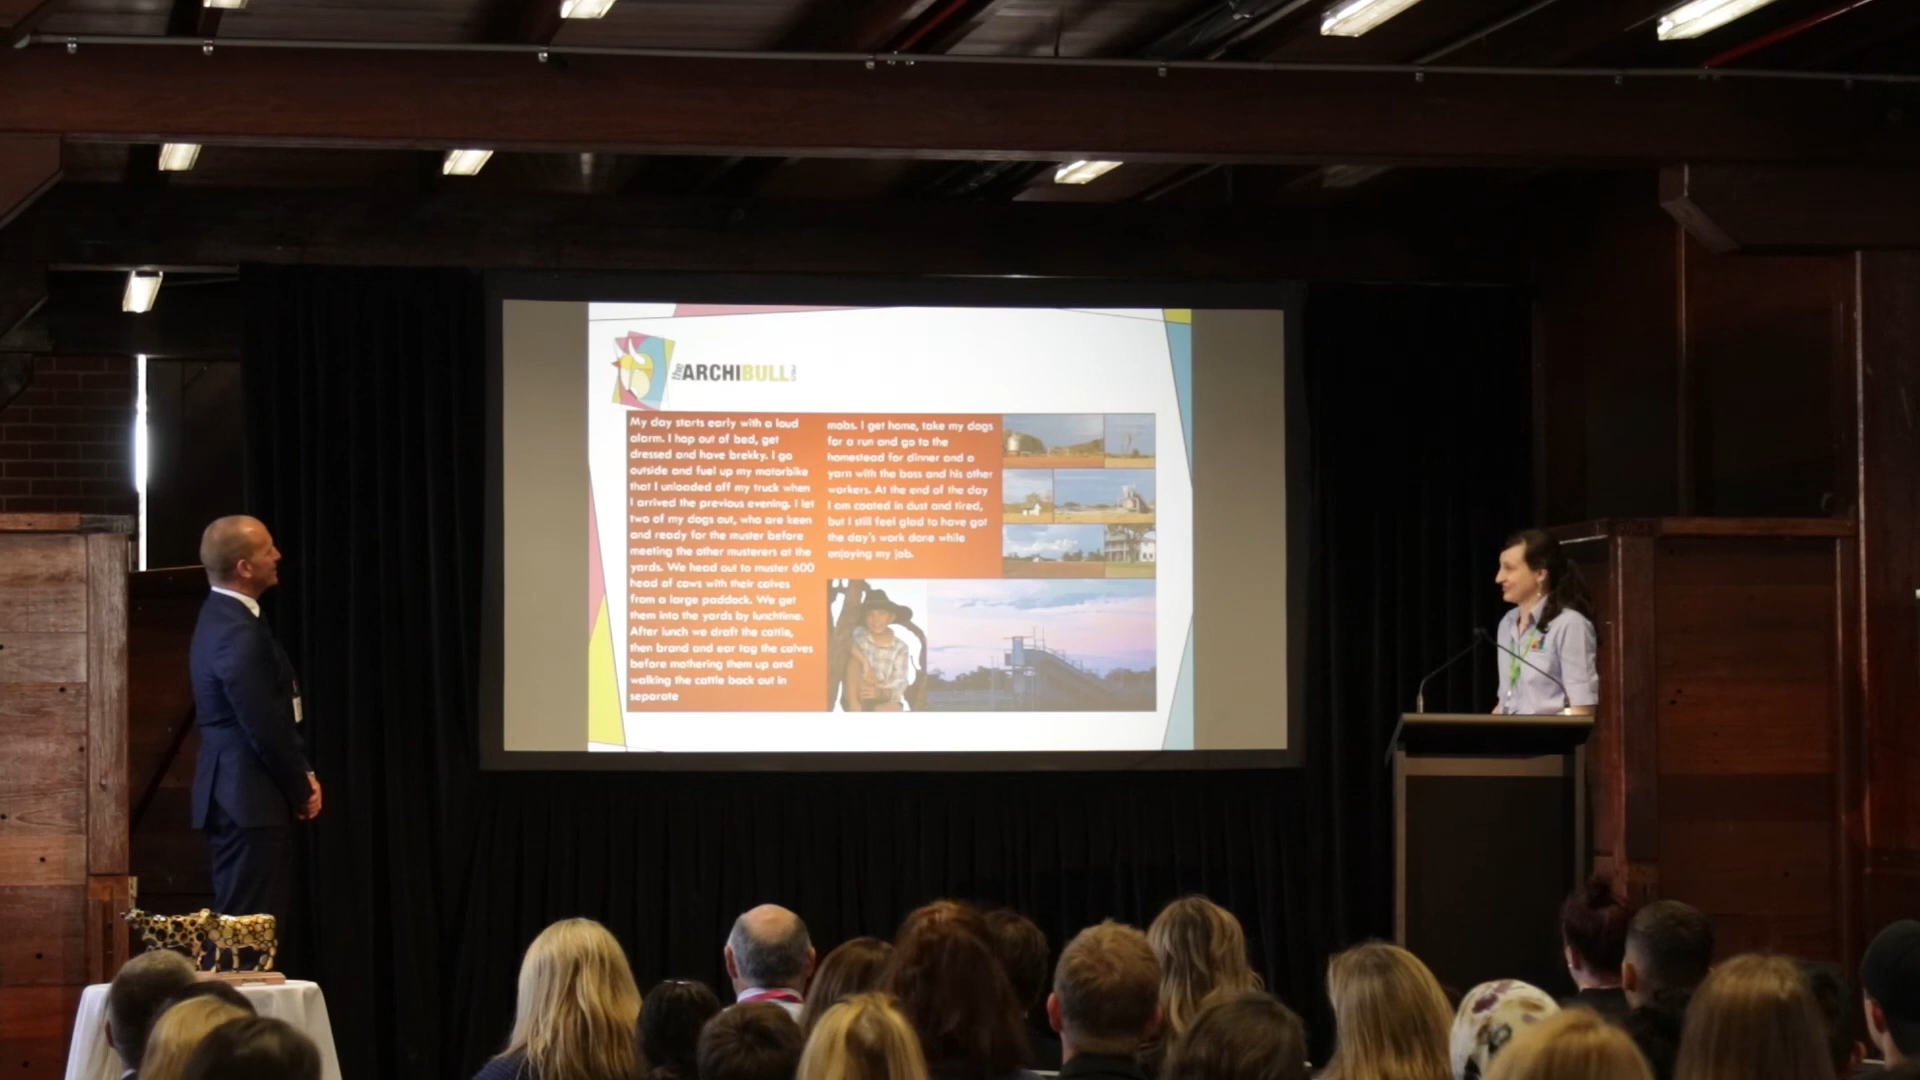 the ARCHIBULL
My day starts early with a loud
alarm. I hop out of bed, get
dressed and have brekky. I go
outside and fuel up my motorbike
that I unloaded off my truck when
I arrived the previous evening. I let
two of my dogs out, who are keen
and ready for the muster before
meeting the other musterers at the
yards. We head out to muster 600
head of cows with their calves
from a large paddock. We get
them into the yards by lunchtime.
After lunch we draft the cattle,
then brand and ear tag the calves
before mothering them up and
walking the cattle back out in
separate
mobs. I get home, take my dogs
for a run and go to the
homestead for dinner and a
yarn with the boss and his other
workers. At the end of the day
I am coated in dust and tired,
but I still feel glad to have got
the day's work done while
enjoying my job.